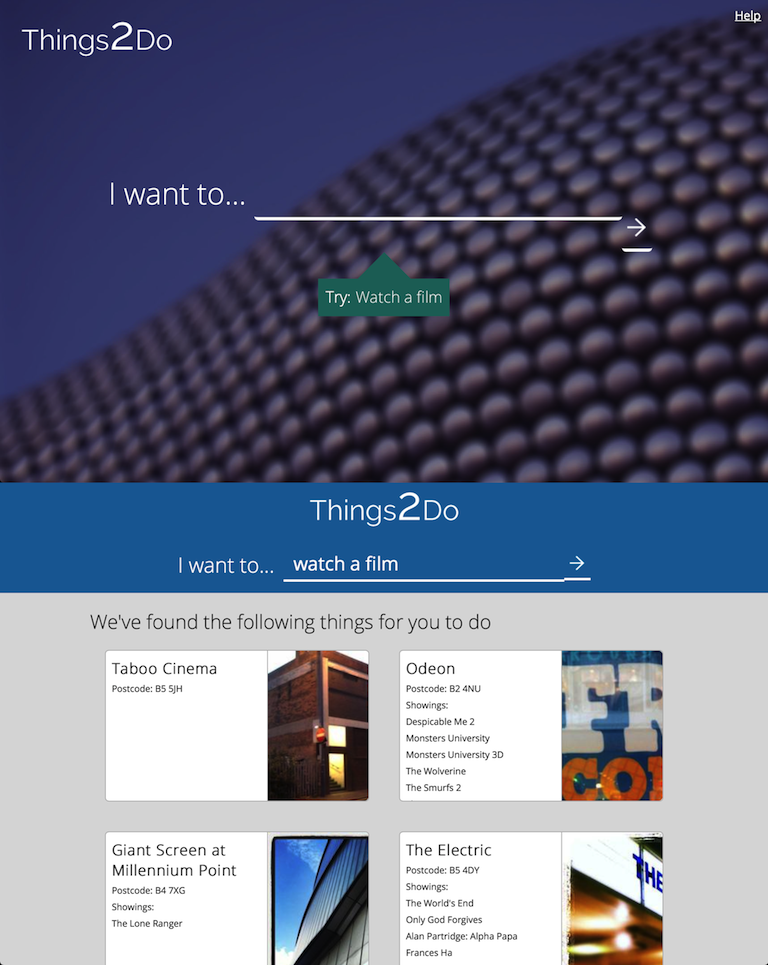 Help
Things2Do
I want to...
Try: Watch a film
Things2Do
I want to... watch a film
We've found the following things for you to do
Taboo Cinema
Postcode: B5 5JH
Odeon
Postcode: B2 4NU
Showings:
Despicable Me 2
Monsters University
Monsters University 3D
The Wolverine
The Smurfs 2
Giant Screen at
Millennium Point
Postcode: B4 7XG
Showings:
The Lone Ranger
The Electric
Postcode: B5 4DY
Showings:
The World's End
Only God Forgives
Alan Partridge: Alpha Papa
Frances Ha
THE